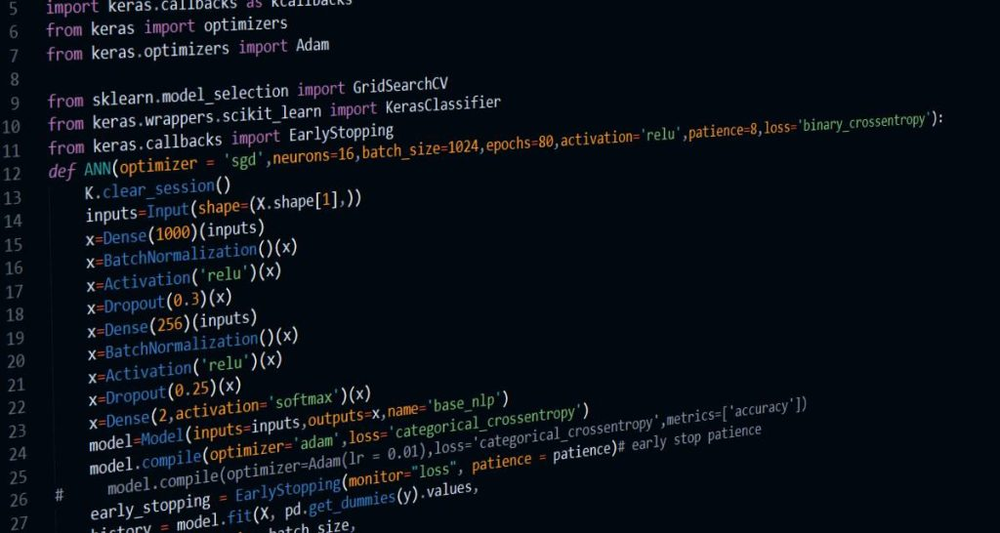 5 import keras.callbacks as kcallbacks
6 from keras import optimizers
7 from keras.optimizers import Adam
8
9 from sklearn.model_selection import GridSearchCV
10 from keras.wrappers.scikit_learn import KerasClassifier
11 from keras.callbacks import EarlyStopping
12 def ANN(optimizer = 'sgd',neurons=16,batch_size=1024,epochs=80,activation='relu',patience=8,loss='binary_crossentropy'):
13 K.clear_session()
14 inputs=Input(shape=(X.shape[1],))
15 x=Dense(1000)(inputs)
16 x=BatchNormalization()(x)
17 x=Activation('relu')(x)
18 x=Dropout(0.3)(x)
19 x=Dense(256)(inputs)
20 x=BatchNormalization()(x)
21 x=Activation('relu')(x)
22 x=Dropout(0.25)(x)
23 x=Dense(2,activation='softmax')(x)
24 model=Model(inputs=inputs,outputs=x,name='base_nlp')
25 model.compile(optimizer='adam',loss='categorical_crossentropy')
26 # model.compile(optimizer=Adam(lr = 0.01),loss='categorical_crossentropy',metrics=['accuracy'])
27 early_stopping = EarlyStopping(monitor="loss", patience = patience)# early stop patience
history = model.fit(X, pd.get_dummies(y).values,
batch_size,